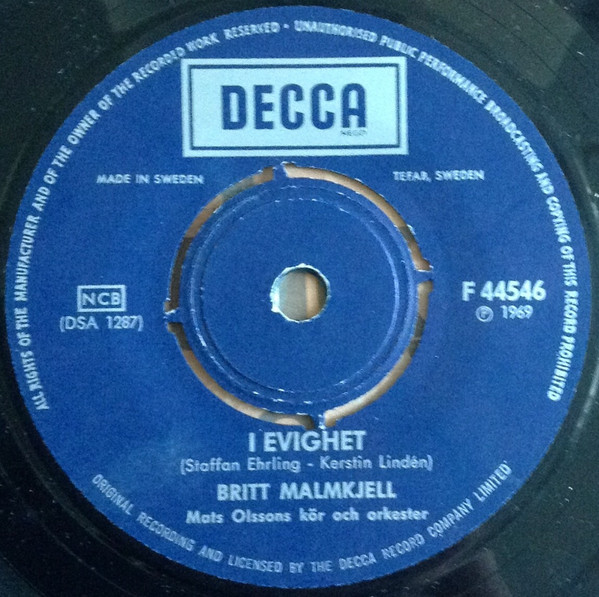 ALL RIGHTS OF THE MANUFACTURER AND OF THE OWNER OF THE RECORDED WORK RESERVED • UNAUTHORISED PUBLIC PERFORMANCE BROADCASTING AND COPYING OF THIS RECORD PROHIBITED
DECCA
REGD.
MADE IN SWEDEN
TEFAB, SWEDEN
NCB
(DSA 1287)
F 44546
Ⓟ 1969
I EVIGHET
(Staffan Ehrling - Kerstin Lindén)
BRITT MALMKJELL
Mats Olssons kör och orkester
ORIGINAL RECORDING AND LICENSED BY THE DECCA RECORD COMPANY LIMITED